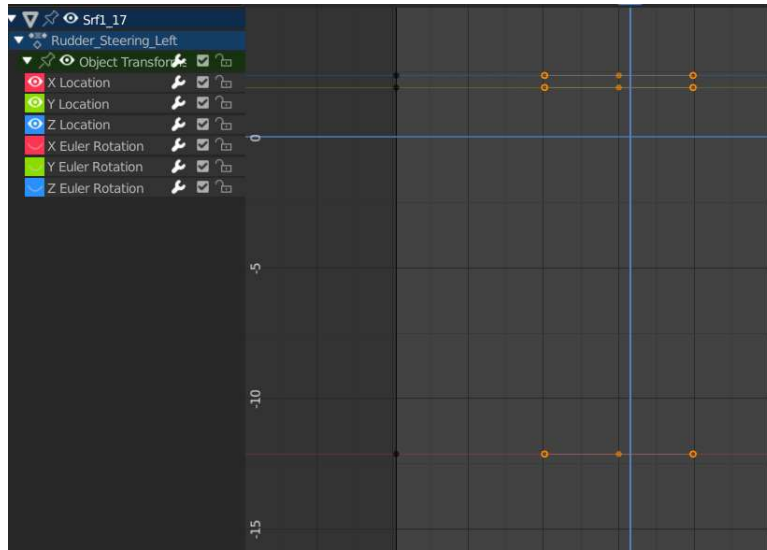 Srf1_17
Rudder_Steering_Left
Object Transforms
X Location
Y Location
Z Location
X Euler Rotation
Y Euler Rotation
Z Euler Rotation
0
-5
-10
-15